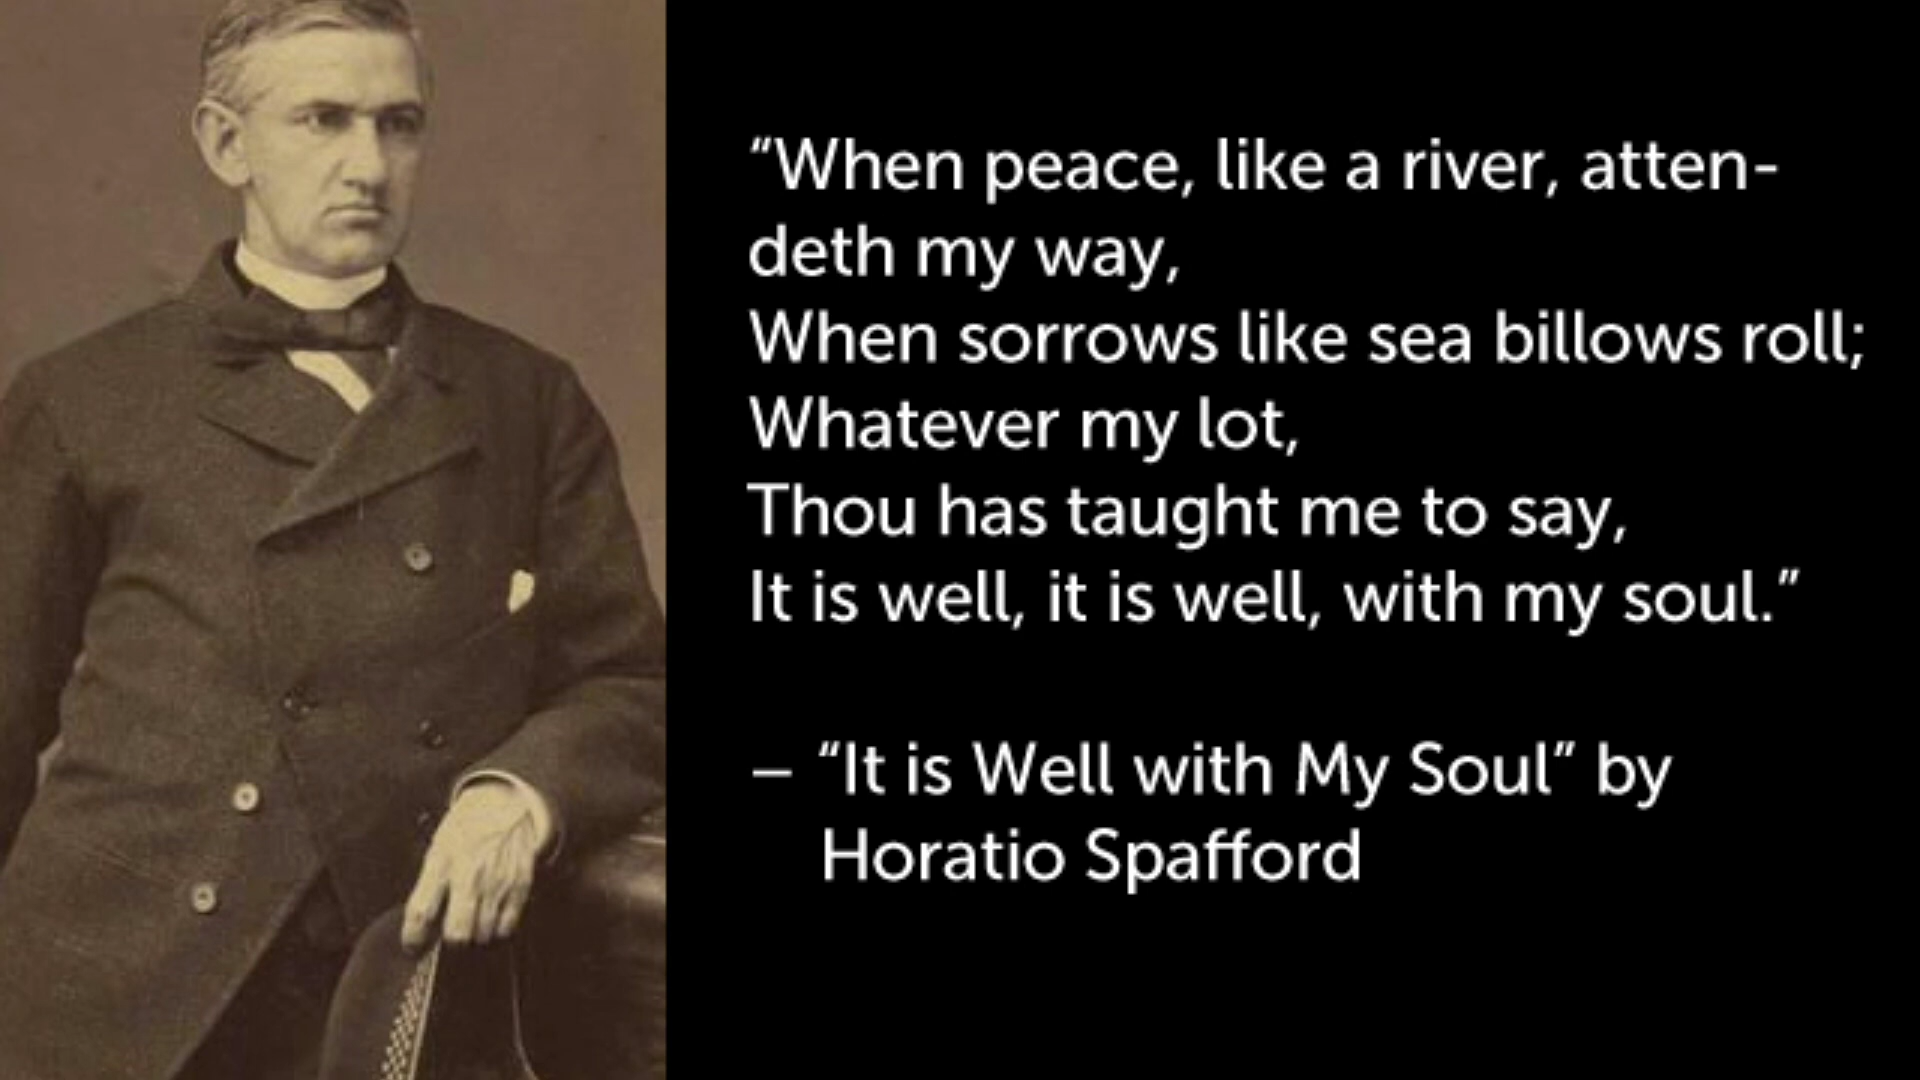 “When peace, like a river, atten-
deth my way,
When sorrows like sea billows roll;
Whatever my lot,
Thou has taught me to say,
It is well, it is well, with my soul.”
– “It is Well with My Soul” by
Horatio Spafford